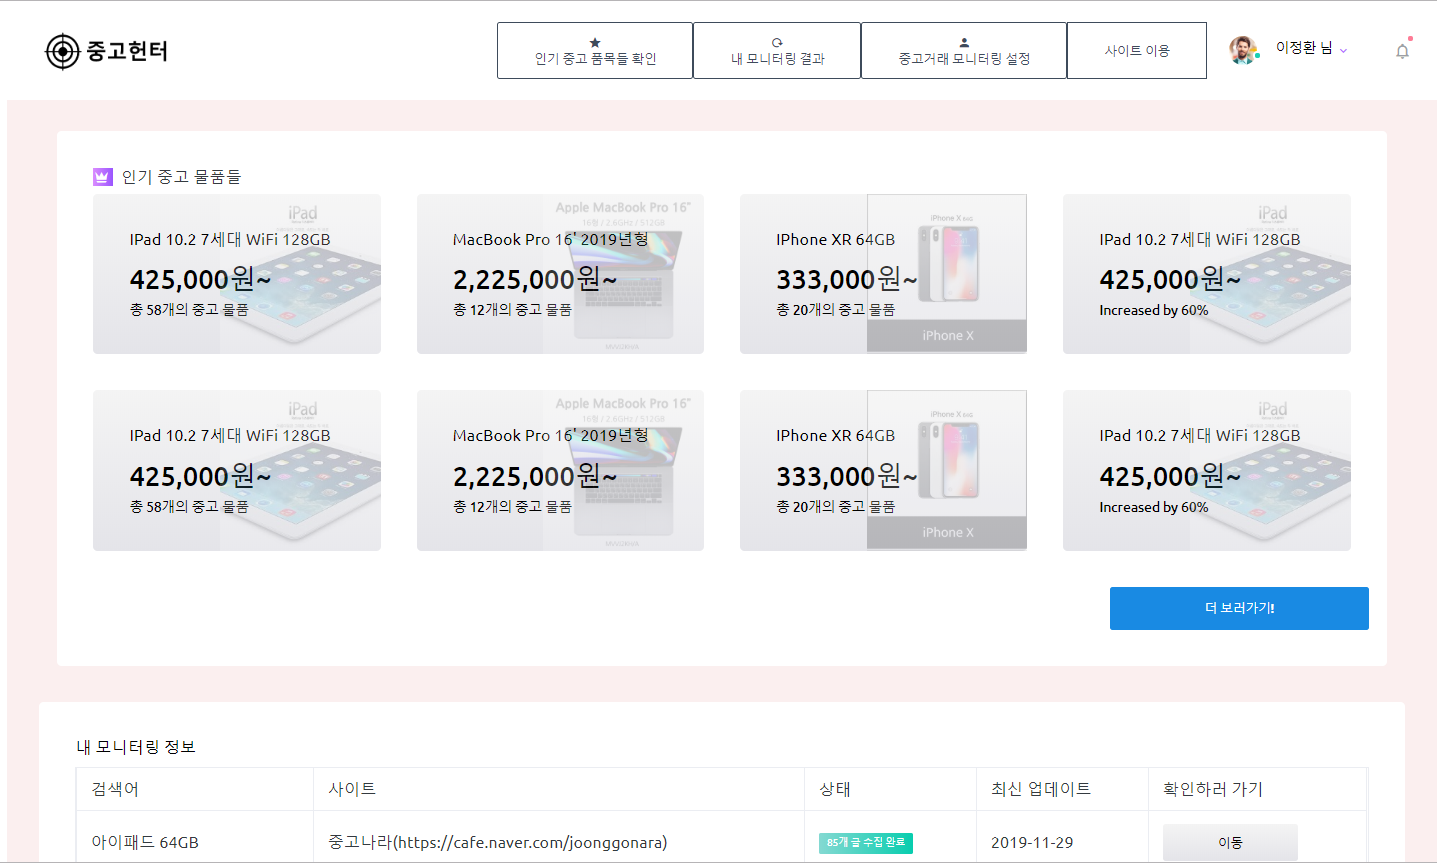 중고헌터
인기 중고 품목들 확인
내 모니터링 결과
중고거래 모니터링 설정
사이트 이용
이정환 님
인기 중고 물품들
iPad
IPad 10.2 7세대 WiFi 128GB
425,000원~
총 58개의 중고 물품
Apple MacBook Pro 16"
16형 / 2.6GHz / 512GB
MacBook Pro 16' 2019년형
2,225,000원~
총 12개의 중고 물품
iPhone X 64G
IPhone XR 64GB
333,000원~
총 20개의 중고 물품
iPhone X
iPad
IPad 10.2 7세대 WiFi 128GB
425,000원~
Increased by 60%
iPad
IPad 10.2 7세대 WiFi 128GB
425,000원~
총 58개의 중고 물품
Apple MacBook Pro 16"
16형 / 2.6GHz / 512GB
MacBook Pro 16' 2019년형
2,225,000원~
총 12개의 중고 물품
iPhone X 64G
IPhone XR 64GB
333,000원~
총 20개의 중고 물품
iPhone X
iPad
IPad 10.2 7세대 WiFi 128GB
425,000원~
Increased by 60%
더 보러가기!
내 모니터링 정보
검색어 사이트 상태 최신 업데이트 확인하러 가기
아이패드 64GB 중고나라(https://cafe.naver.com/joonggonara) 85개 글 수집 완료 2019-11-29 이동